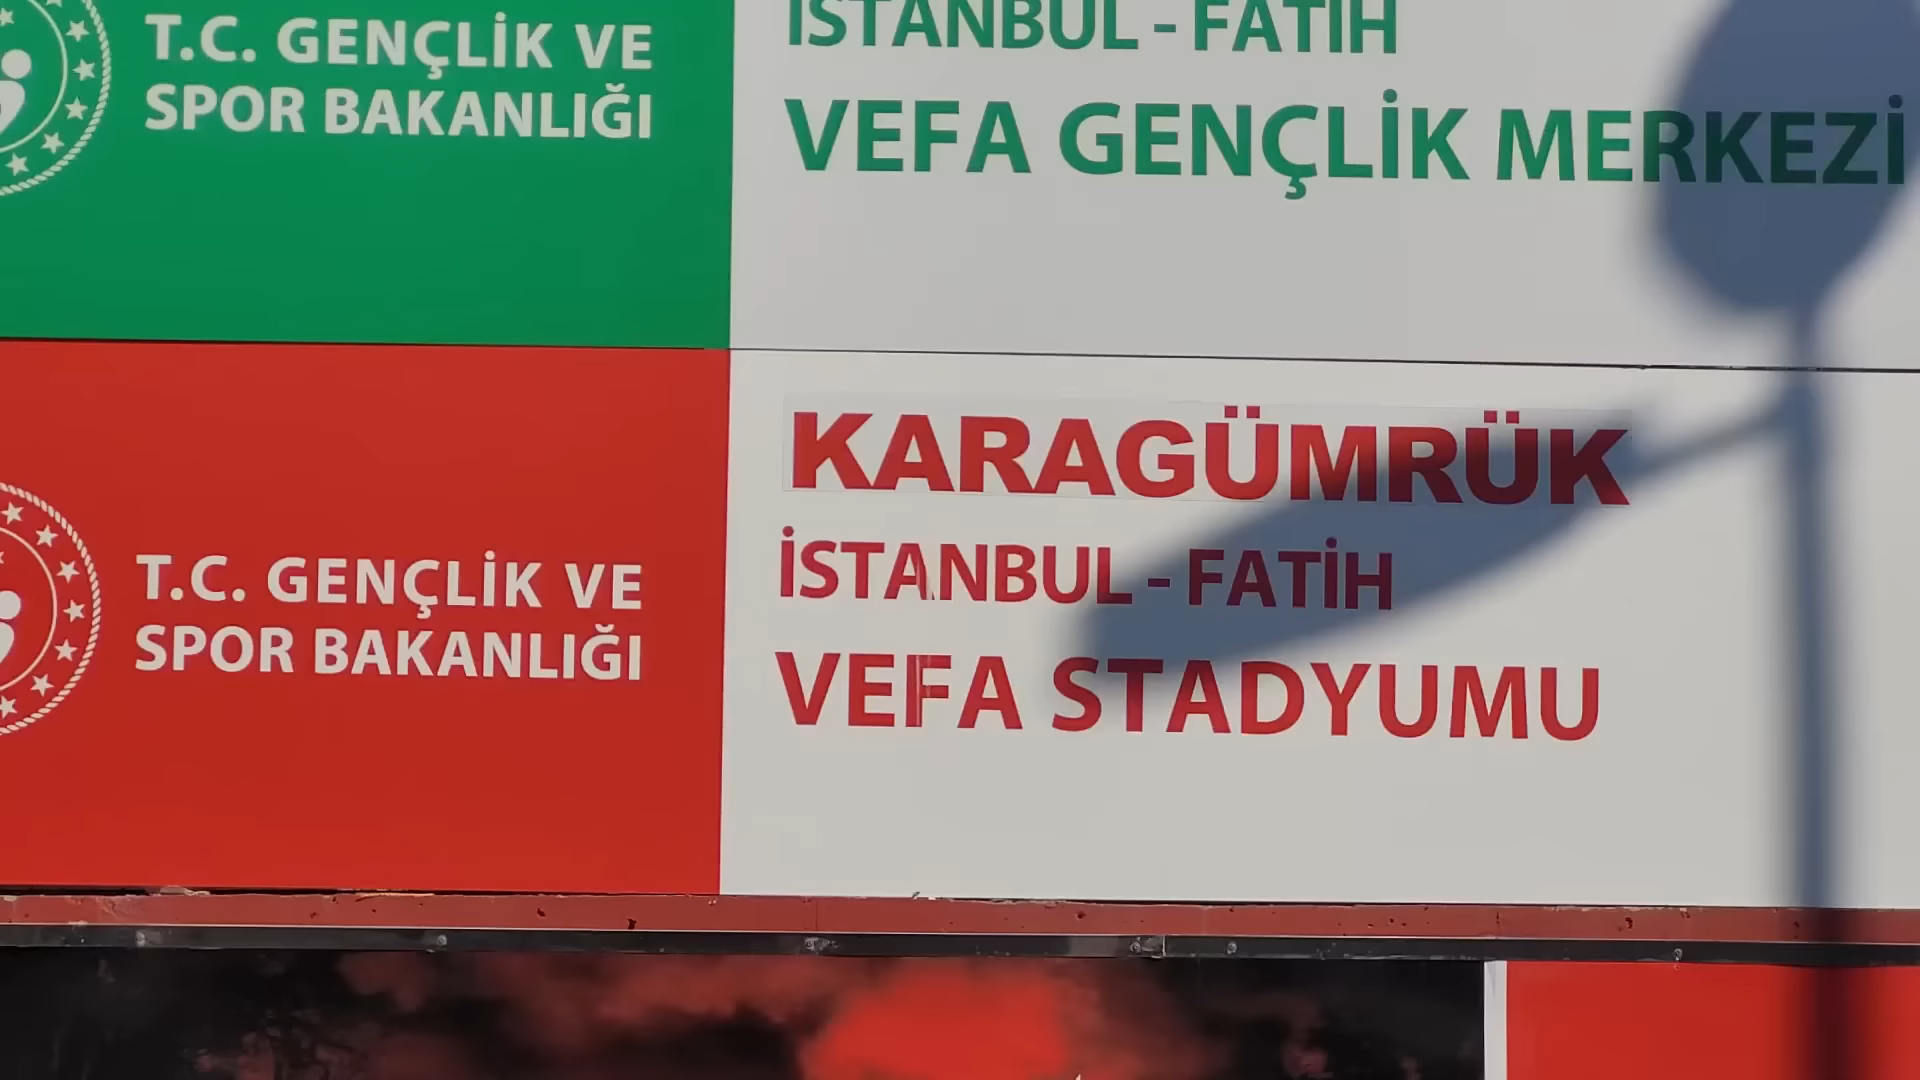 T.C. GENÇLİK VE
SPOR BAKANLIĞI
İSTANBUL - FATİH
VEFA GENÇLİK MERKEZİ
T.C. GENÇLİK VE
SPOR BAKANLIĞI
KARAGÜMRÜK
İSTANBUL - FATİH
VEFA STADYUMU